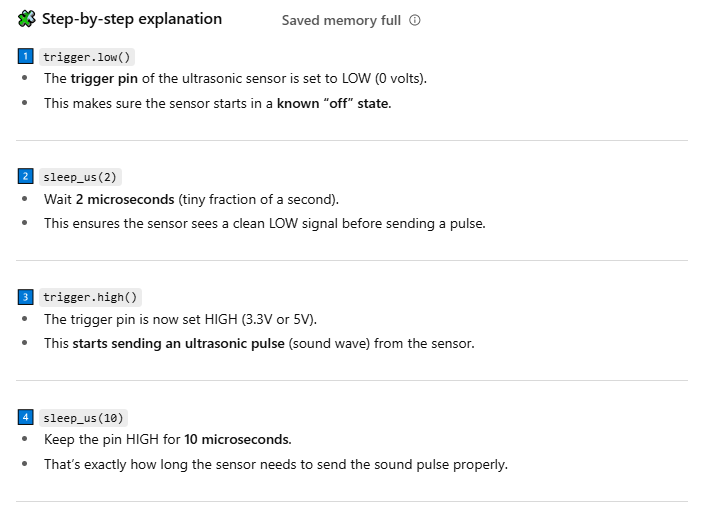 Step-by-step explanation
Saved memory full
1 trigger.low()
• The trigger pin of the ultrasonic sensor is set to LOW (0 volts).
• This makes sure the sensor starts in a known “off” state.
2 sleep_us(2)
• Wait 2 microseconds (tiny fraction of a second).
• This ensures the sensor sees a clean LOW signal before sending a pulse.
3 trigger.high()
• The trigger pin is now set HIGH (3.3V or 5V).
• This starts sending an ultrasonic pulse (sound wave) from the sensor.
4 sleep_us(10)
• Keep the pin HIGH for 10 microseconds.
• That’s exactly how long the sensor needs to send the sound pulse properly.